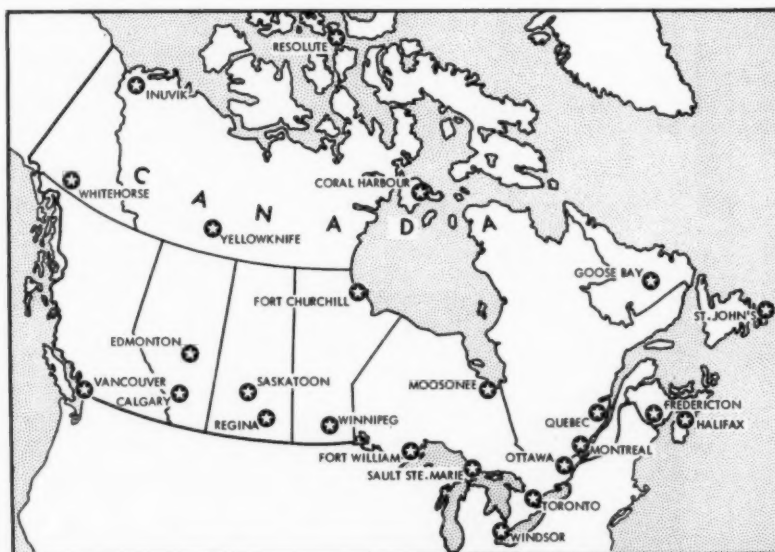 RESOLUTE
INUVIK
WHITEHORSE
CORAL HARBOUR
C A N A D A
YELLOWKNIFE
GOOSE BAY
FORT CHURCHILL
ST. JOHN'S
EDMONTON
VANCOUVER
SASKATOON
MOOSONEE
CALGARY
FREDERICTON
QUEBEC
REGINA
WINNIPEG
HALIFAX
MONTREAL
FORT WILLIAM
OTTAWA
SAULT STE. MARIE
TORONTO
WINDSOR